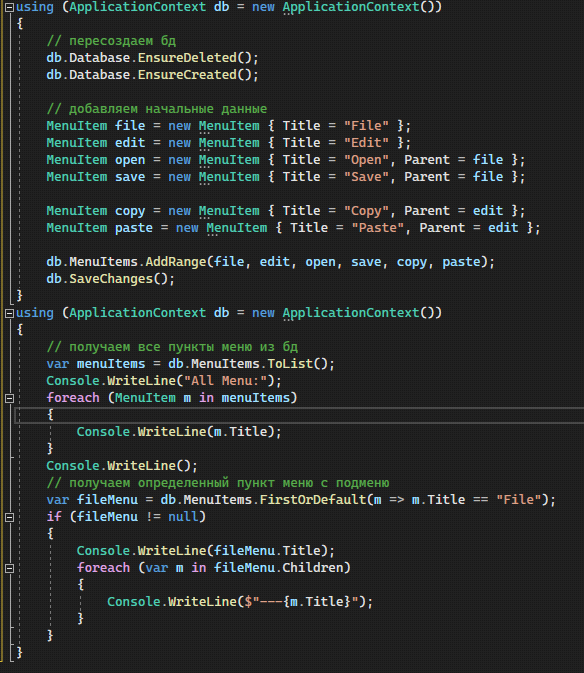 using (ApplicationContext db = new ApplicationContext())
{
    // пересоздаем бд
    db.Database.EnsureDeleted();
    db.Database.EnsureCreated();

    // добавляем начальные данные
    MenuItem file = new MenuItem { Title = "File" };
    MenuItem edit = new MenuItem { Title = "Edit" };
    MenuItem open = new MenuItem { Title = "Open", Parent = file };
    MenuItem save = new MenuItem { Title = "Save", Parent = file };

    MenuItem copy = new MenuItem { Title = "Copy", Parent = edit };
    MenuItem paste = new MenuItem { Title = "Paste", Parent = edit };

    db.MenuItems.AddRange(file, edit, open, save, copy, paste);
    db.SaveChanges();
}
using (ApplicationContext db = new ApplicationContext())
{
    // получаем все пункты меню из бд
    var menuItems = db.MenuItems.ToList();
    Console.WriteLine("All Menu:");
    foreach (MenuItem m in menuItems)
    {
        Console.WriteLine(m.Title);
    }
    Console.WriteLine();
    // получаем определенный пункт меню с подменю
    var fileMenu = db.MenuItems.FirstOrDefault(m => m.Title == "File");
    if (fileMenu != null)
    {
        Console.WriteLine(fileMenu.Title);
        foreach (var m in fileMenu.Children)
        {
            Console.WriteLine($"---{m.Title}");
        }
    }
}